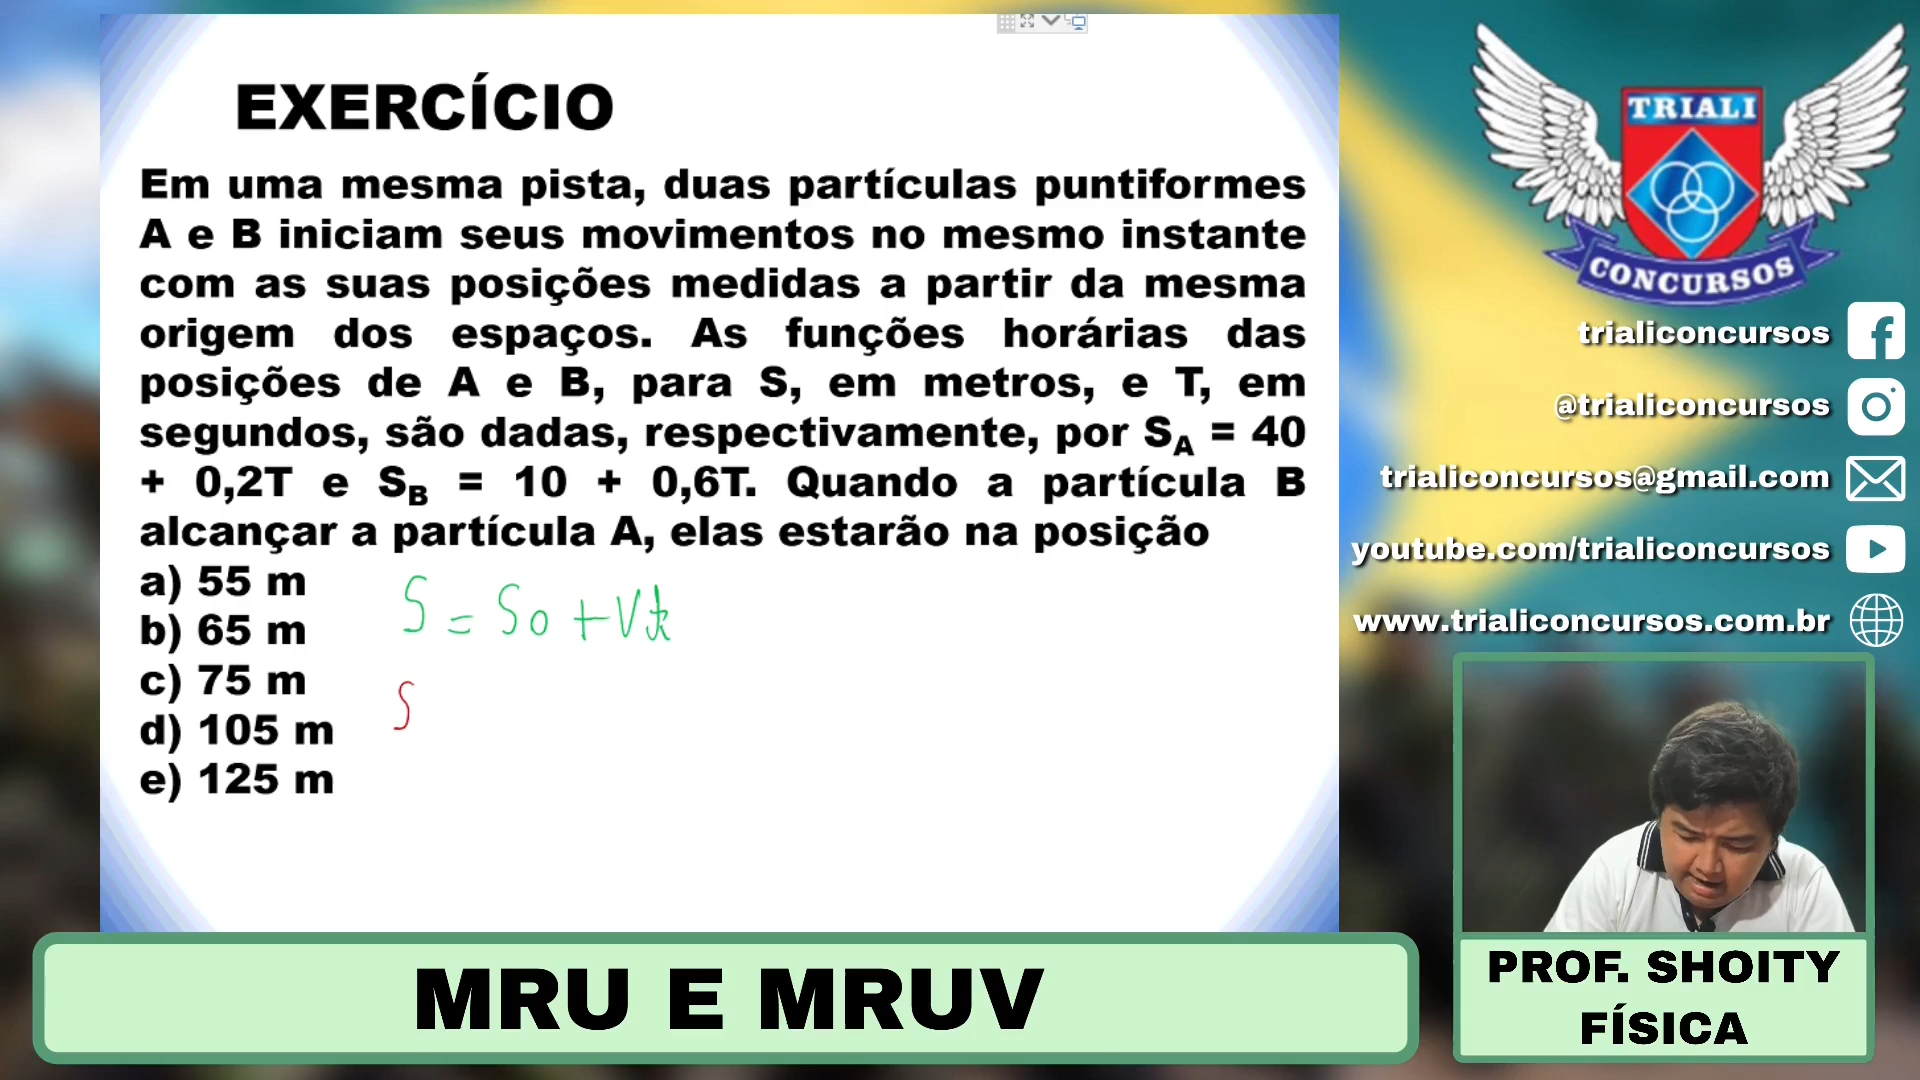 EXERCÍCIO
Em uma mesma pista, duas partículas puntiformes
A e B iniciam seus movimentos no mesmo instante
com as suas posições medidas a partir da mesma
origem dos espaços. As funções horárias das
posições de A e B, para S, em metros, e T, em
segundos, são dadas, respectivamente, por S_A = 40
+ 0,2T e S_B = 10 + 0,6T. Quando a partícula B
alcançar a partícula A, elas estarão na posição
a) 55 m
b) 65 m
c) 75 m
d) 105 m
e) 125 m
S = So + Vt
S
TRIALI
CONCURSOS
trialiconcursos
@trialiconcursos
trialiconcursos@gmail.com
youtube.com/trialiconcursos
www.trialiconcursos.com.br
MRU E MRUV
PROF. SHOITY
FÍSICA